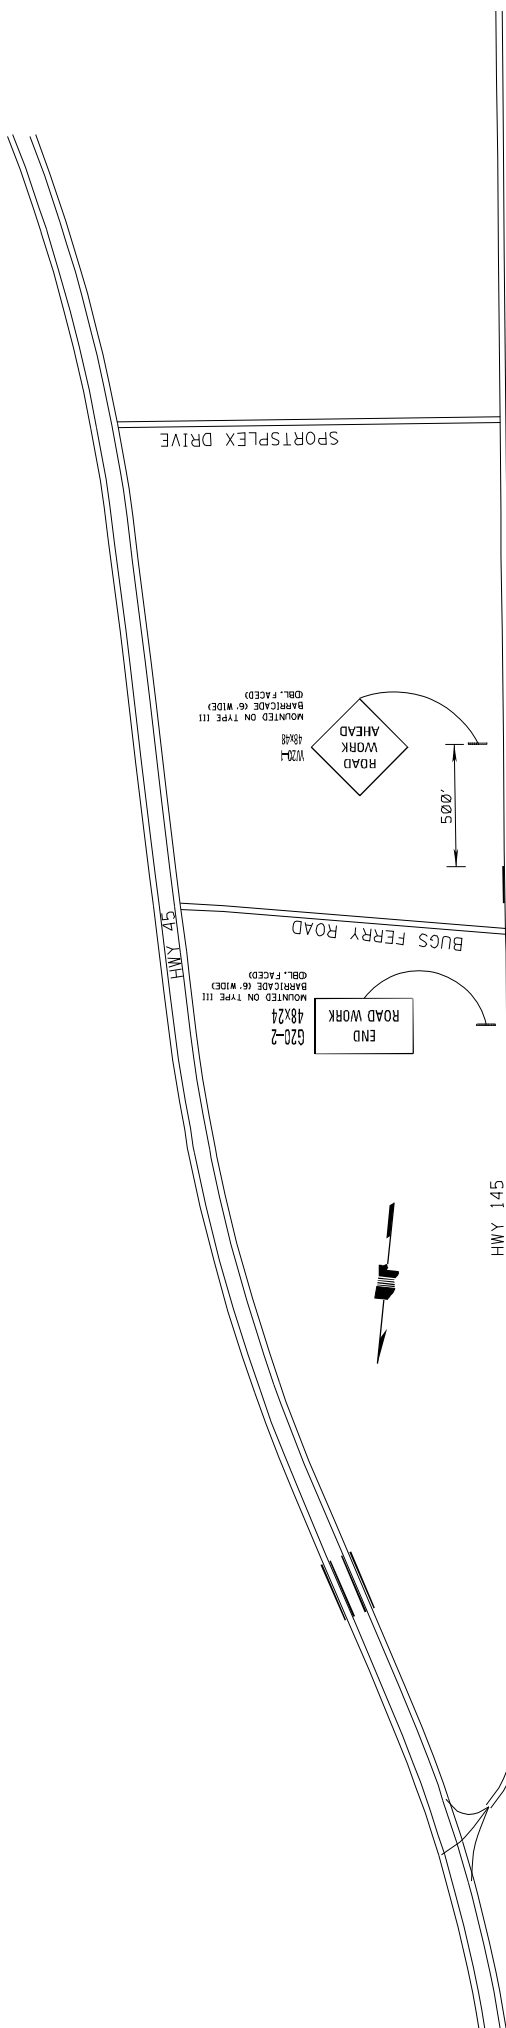 SPORTSPLEX DRIVE
ROAD
WORK
AHEAD
W20-1
48x48
MOUNTED ON TYPE III
BARRICADE (6' WIDE)
(DBL. FACED)
500'
BUGS FERRY ROAD
HWY 45
END
ROAD WORK
G20-2
48x24
MOUNTED ON TYPE III
BARRICADE (6' WIDE)
(DBL. FACED)
HWY 145